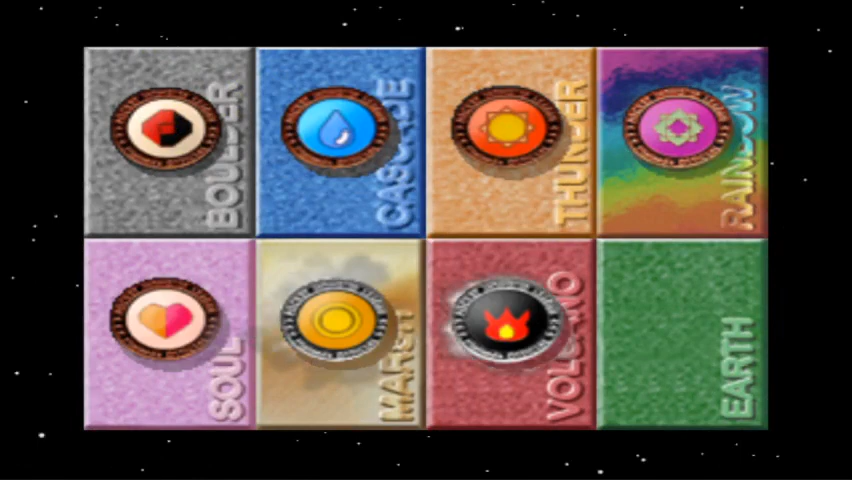 BOULDER
CASCADE
THUNDER
RAINBOW
SOUL
MARSH
VOLCANO
EARTH